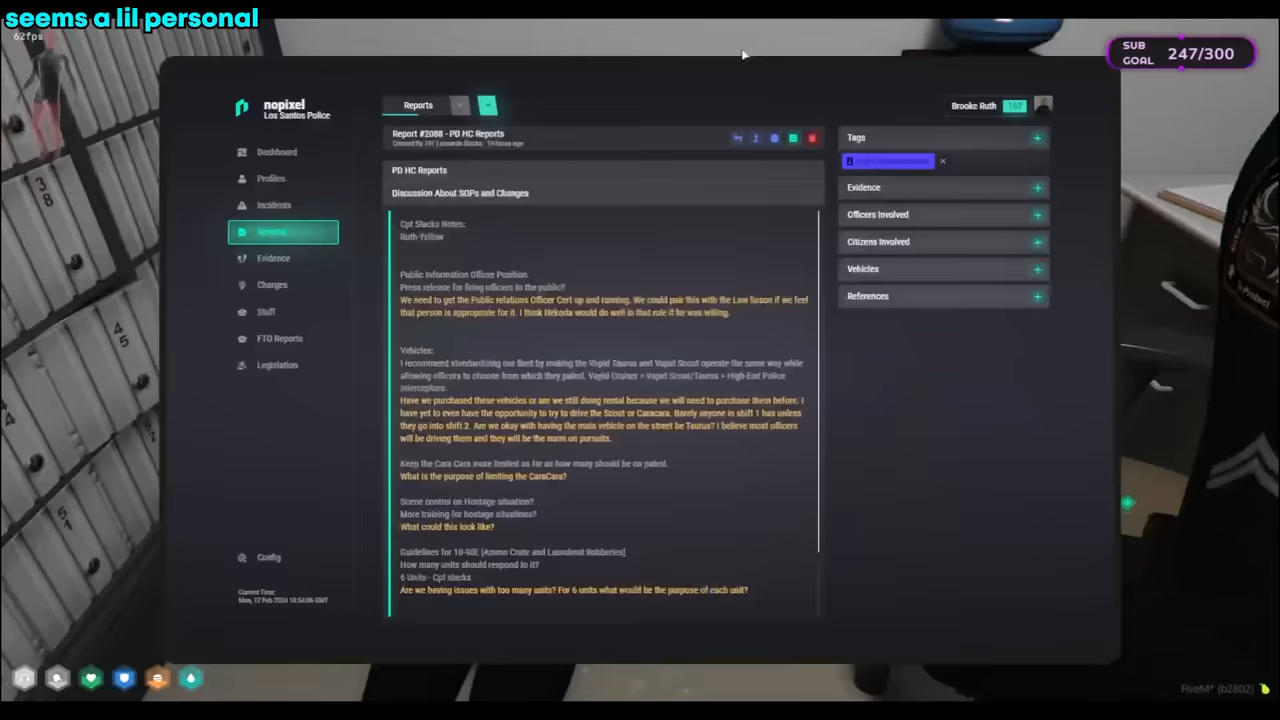 seems a lil personal
62fps
SUB GOAL 247/300
nopixel
Los Santos Police
Reports
Brooke Ruth 187
Dashboard
Profiles
Incidents
Reports
Evidence
Charges
Staff
FTO Reports
Legislation
Config
Current Time:
Report #2088 - PD HC Reports
14 hours ago
PD HC Reports
Discussion About SOPs and Changes
Cpt Slacks Notes:
Ruth-Yellow
Public Information Officer Position.
Press release for firing officers to the public?
We need to get the Public relations Officer Cert up and running. We could pair this with the Law liason if we feel
that person is appropriate for it. I think Nekoda would do well in that role if he was willing.
Vehicles:
I recommend standardizing our fleet by making the Vapid Taurus and Vapid Scout operate the same way while
allowing officers to choose from which they patrol. Vapid Cruiser > Vapid Scout/Taurus > High-End Police
Interceptors.
Have we purchased these vehicles or are we still doing rental because we will need to purchase them before. I
have yet to even have the opportunity to try to drive the Scout or Caracara. Barely anyone in shift 1 has unless
they go into shift 2. Are we okay with having the main vehicle on the street be Taurus? I believe most officers
will be driving them and they will be the norm on pursuits.
Keep the Cara Cara more limited as far as how many should be on patrol.
What is the purpose of limiting the CaraCara?
Scene control on Hostage situation?
More training for hostage situations?
What could this look like?
Guidelines for 10-90E [Ammo Crate and Laundmat Robberies]
How many units should respond to it?
6 Units - Cpt slacks
Are we having issues with too many units? For 6 units what would be the purpose of each unit?
Tags
Evidence
Officers Involved
Citizens Involved
Vehicles
References
38
45
51
FiveM* (b2802)